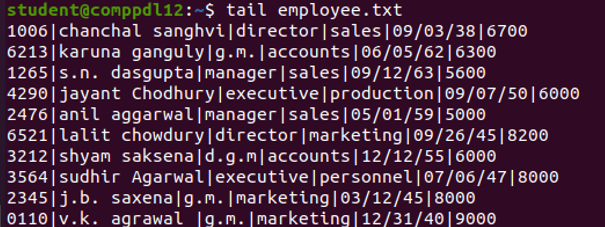 student@comppdl12:~$ tail employee.txt
1006|chanchal sanghvi|director|sales|09/03/38|6700
6213|karuna ganguly|g.m.|accounts|06/05/62|6300
1265|s.n. dasgupta|manager|sales|09/12/63|5600
4290|jayant Chodhury|executive|production|09/07/50|6000
2476|anil aggarwal|manager|sales|05/01/59|5000
6521|lalit chowdury|director|marketing|09/26/45|8200
3212|shyam saksena|d.g.m|accounts|12/12/55|6000
3564|sudhir Agarwal|executive|personnel|07/06/47|8000
2345|j.b. saxena|g.m.|marketing|03/12/45|8000
0110|v.k. agrawal |g.m.|marketing|12/31/40|9000